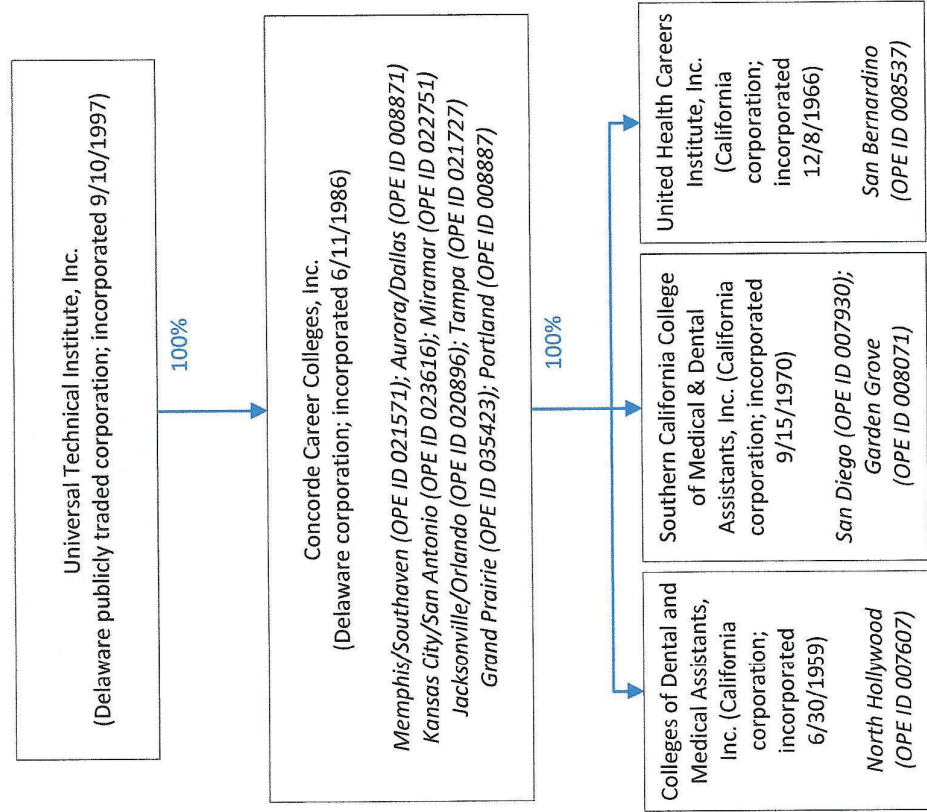 Universal Technical Institute, Inc.
(Delaware publicly traded corporation; incorporated 9/10/1997)
100%
Concorde Career Colleges, Inc.
(Delaware corporation; incorporated 6/11/1986)
Memphis/Southaven (OPE ID 021571); Aurora/Dallas (OPE ID 008871)
Kansas City/San Antonio (OPE ID 023616); Miramar (OPE ID 022751)
Jacksonville/Orlando (OPE ID 020896); Tampa (OPE ID 021727)
Grand Prairie (OPE ID 035423); Portland (OPE ID 008887)
100%
Colleges of Dental and
Medical Assistants,
Inc. (California
corporation;
incorporated
6/30/1959)
North Hollywood
(OPE ID 007607)
Southern California College
of Medical & Dental
Assistants, Inc. (California
corporation; incorporated
9/15/1970)
San Diego (OPE ID 007930);
Garden Grove
(OPE ID 008071)
United Health Careers
Institute, Inc.
(California
corporation;
incorporated
12/8/1966)
San Bernardino
(OPE ID 008537)